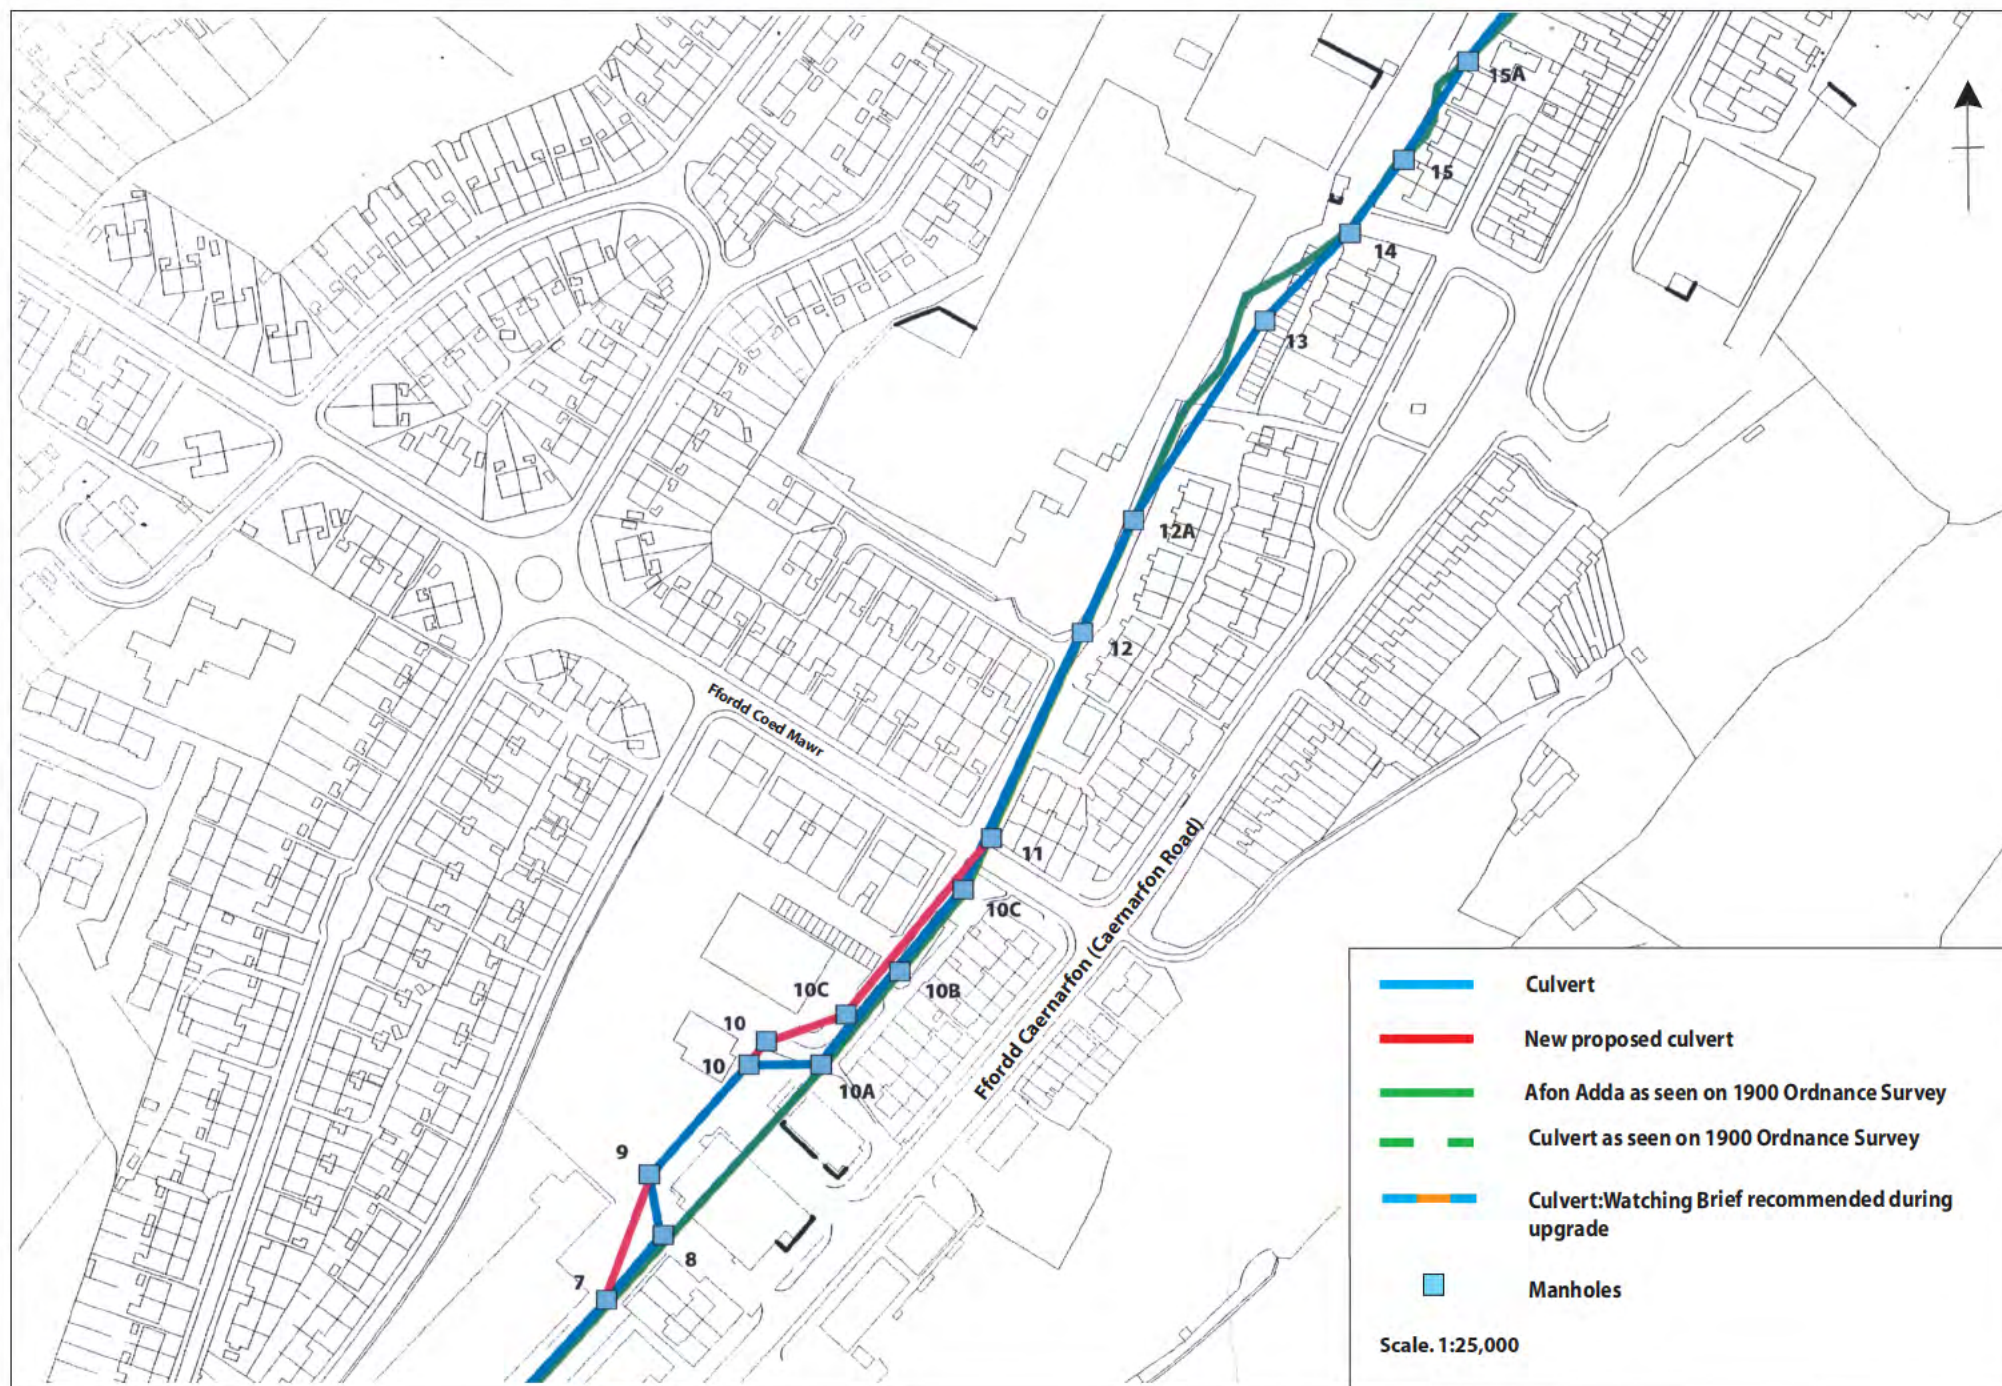 15A
15
14
13
12A
12
Ffordd Coed Mawr
11
10C
Ffordd Caernarfon (Caernarfon Road)
10B
10C
10
10
10A
9
8
7
Culvert
New proposed culvert
Afon Adda as seen on 1900 Ordnance Survey
Culvert as seen on 1900 Ordnance Survey
Culvert:Watching Brief recommended during
upgrade
Manholes
Scale. 1:25,000